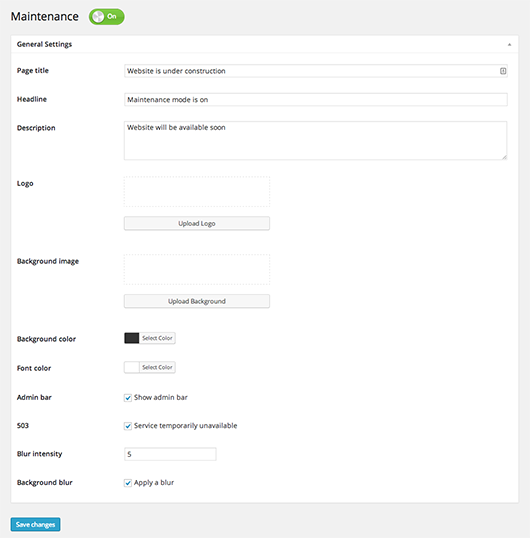 Maintenance On
General Settings
Page title Website is under construction
Headline Maintenance mode is on
Description Website will be available soon
Logo
Upload Logo
Background image
Upload Background
Background color Select Color
Font color Select Color
Admin bar Show admin bar
503 Service temporarily unavailable
Blur intensity 5
Background blur Apply a blur
Save changes